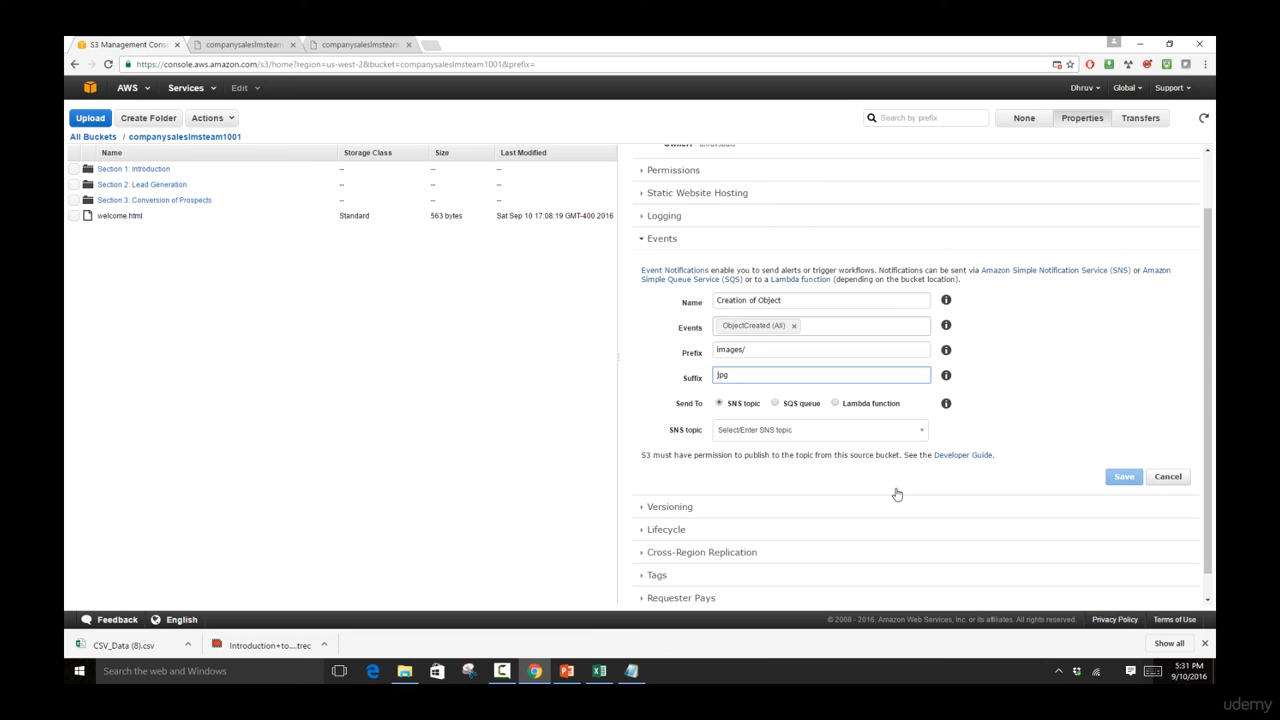 S3 Management Cons
companysaleslmsteam
companysaleslmsteam
https://console.aws.amazon.com/s3/home?region=us-west-2&bucket=companysaleslmsteam1001&prefix=
AWS Services Edit Dhruv Global Support
Upload Create Folder Actions Search by prefix None Properties Transfers
All Buckets / companysaleslmsteam1001
Name Storage Class Size Last Modified
Section 1: Introduction -- -- --
Section 2: Lead Generation -- -- --
Section 3: Conversion of Prospects -- -- --
welcome.html Standard 563 bytes Sat Sep 10 17:08:19 GMT-400 2016
Permissions
Static Website Hosting
Logging
Events
Event Notifications enable you to send alerts or trigger workflows. Notifications can be sent via Amazon Simple Notification Service (SNS) or Amazon
Simple Queue Service (SQS) or to a Lambda function (depending on the bucket location).
Name Creation of Object
Events ObjectCreated (All) x
Prefix images/
Suffix jpg
Send To SNS topic SQS queue Lambda function
SNS topic Select/Enter SNS topic
S3 must have permission to publish to the topic from this source bucket. See the Developer Guide.
Save Cancel
Versioning
Lifecycle
Cross-Region Replication
Tags
Requester Pays
Feedback English © 2008 - 2016, Amazon Web Services, Inc. or its affiliates. All rights reserved. Privacy Policy Terms of Use
CSV_Data (8).csv Introduction+to....trec Show all
Search the web and Windows
5:31 PM
9/10/2016
udemy